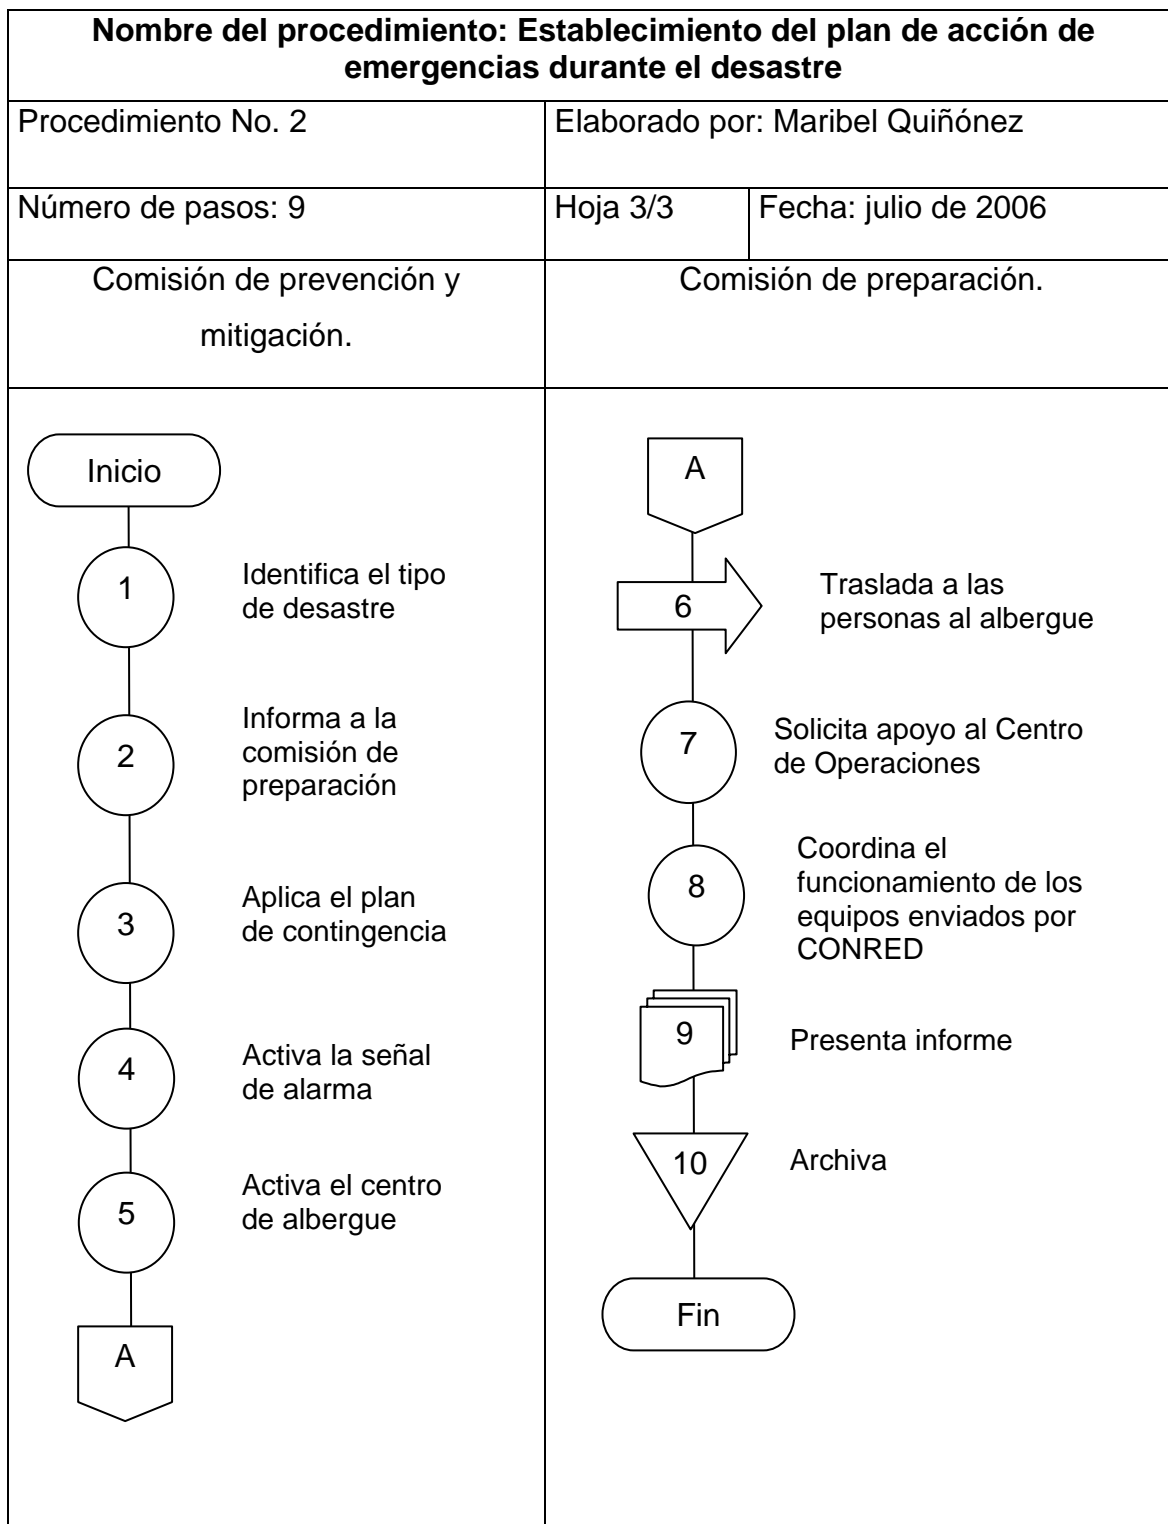 Nombre del procedimiento: Establecimiento del plan de acción de
emergencias durante el desastre
Procedimiento No. 2
Elaborado por: Maribel Quiñónez
Número de pasos: 9
Hoja 3/3
Fecha: julio de 2006
Comisión de prevención y
mitigación.
Comisión de preparación.
Inicio
1
Identifica el tipo
de desastre
2
Informa a la
comisión de
preparación
3
Aplica el plan
de contingencia
4
Activa la señal
de alarma
5
Activa el centro
de albergue
A
A
6
Traslada a las
personas al albergue
7
Solicita apoyo al Centro
de Operaciones
8
Coordina el
funcionamiento de los
equipos enviados por
CONRED
9
Presenta informe
10
Archiva
Fin